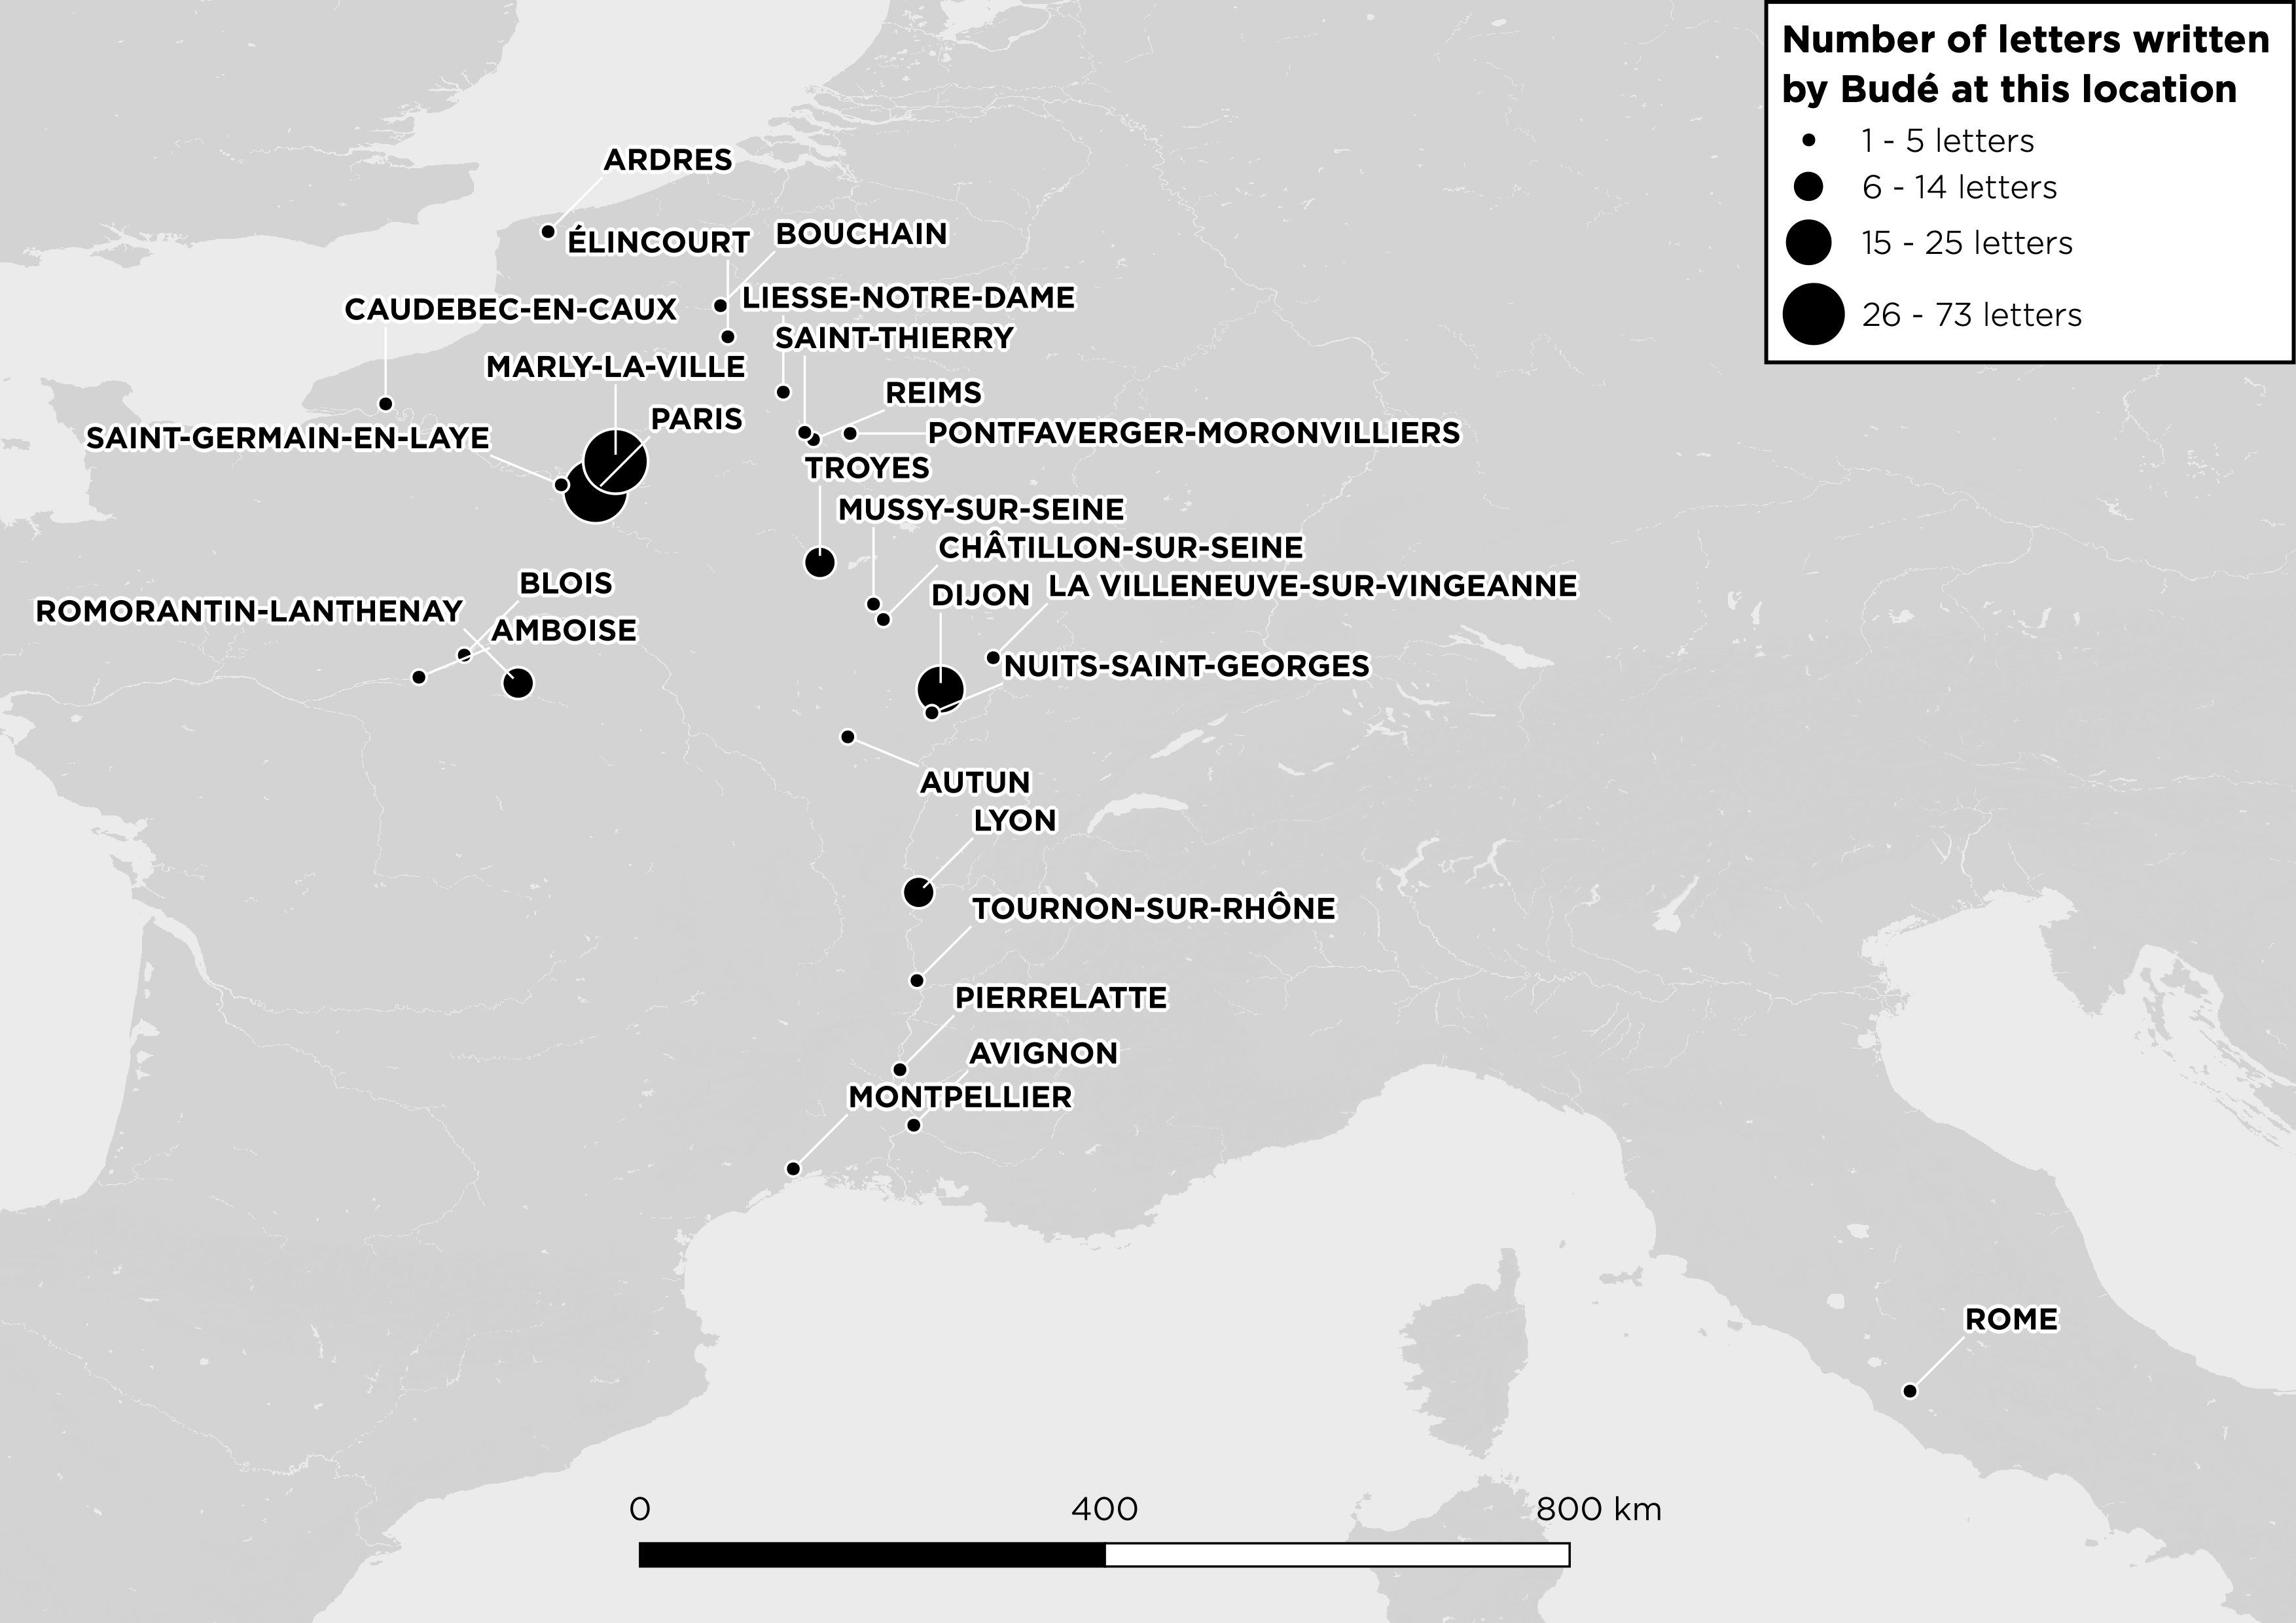 Number of letters written
by Budé at this location
1 - 5 letters
6 - 14 letters
15 - 25 letters
26 - 73 letters
ARDRES
ÉLINCOURT
BOUCHAIN
CAUDEBEC-EN-CAUX
LIESSE-NOTRE-DAME
SAINT-THIERRY
MARLY-LA-VILLE
REIMS
PARIS
SAINT-GERMAIN-EN-LAYE
PONTFAVERGER-MORONVILLIERS
TROYES
MUSSY-SUR-SEINE
CHÂTILLON-SUR-SEINE
BLOIS
LA VILLENEUVE-SUR-VINGEANNE
DIJON
ROMORANTIN-LANTHENAY
AMBOISE
NUITS-SAINT-GEORGES
AUTUN
LYON
TOURNON-SUR-RHÔNE
PIERRELATTE
AVIGNON
MONTPELLIER
ROME
0 400 800 km